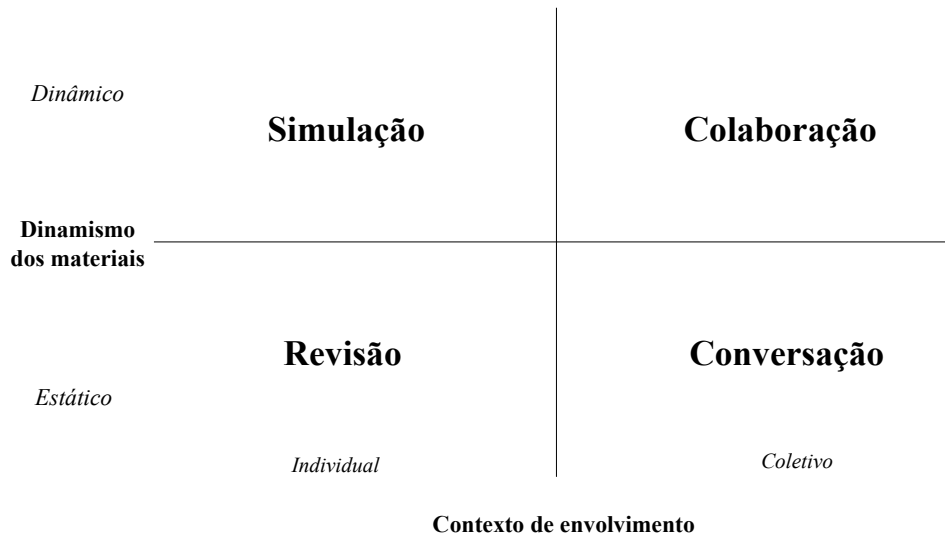 Dinâmico
Simulação
Colaboração
Dinamismo
dos materiais
Revisão
Conversação
Estático
Individual
Coletivo
Contexto de envolvimento